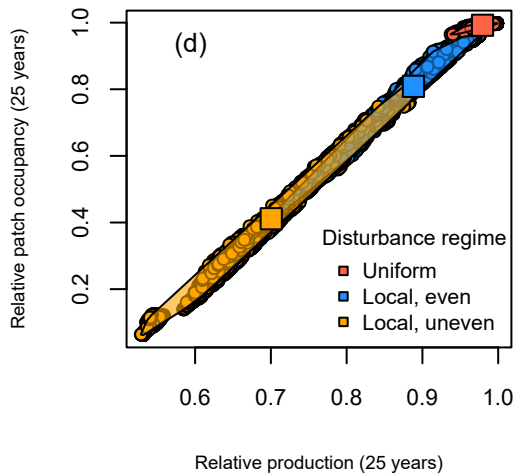 (d)
Relative patch occupancy (25 years)
1.0
0.8
0.6
0.4
0.2
Disturbance regime
Uniform
Local, even
Local, uneven
0.6 0.7 0.8 0.9 1.0
Relative production (25 years)